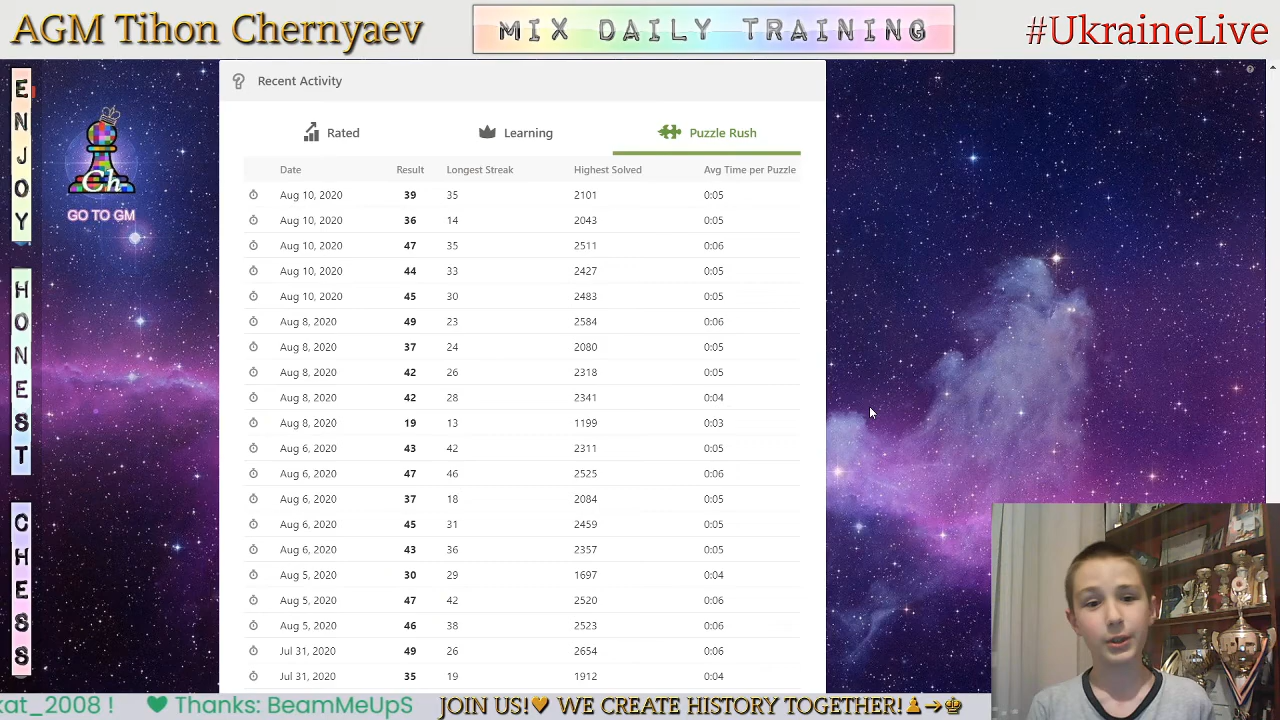 AGM Tihon Chernyaev
MIX DAILY TRAINING
#UkraineLive
ENJOY
HONEST
CHESS
Ch
GO TO GM
Recent Activity
Rated Learning Puzzle Rush
Date Result Longest Streak Highest Solved Avg Time per Puzzle
Aug 10, 2020 39 35 2101 0:05
Aug 10, 2020 36 14 2043 0:05
Aug 10, 2020 47 35 2511 0:06
Aug 10, 2020 44 33 2427 0:05
Aug 10, 2020 45 30 2483 0:05
Aug 8, 2020 49 23 2584 0:06
Aug 8, 2020 37 24 2080 0:05
Aug 8, 2020 42 26 2318 0:05
Aug 8, 2020 42 28 2341 0:04
Aug 8, 2020 19 13 1199 0:03
Aug 6, 2020 43 42 2311 0:05
Aug 6, 2020 47 46 2525 0:06
Aug 6, 2020 37 18 2084 0:05
Aug 6, 2020 45 31 2459 0:05
Aug 6, 2020 43 36 2357 0:05
Aug 5, 2020 30 29 1697 0:04
Aug 5, 2020 47 42 2520 0:06
Aug 5, 2020 46 38 2523 0:06
Jul 31, 2020 49 26 2654 0:06
Jul 31, 2020 35 19 1912 0:04
kat_2008 ! Thanks: BeamMeUpS
JOIN US! WE CREATE HISTORY TOGETHER!